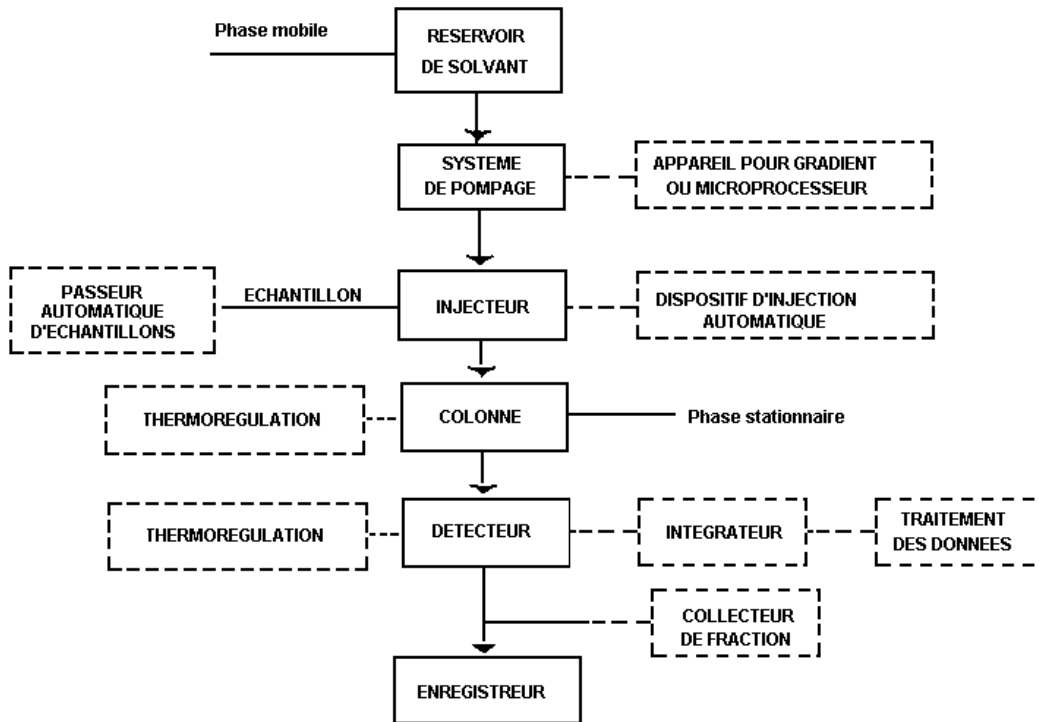 Phase mobile
RESERVOIR
DE SOLVANT
SYSTEME
DE POMPAGE
APPAREIL POUR GRADIENT
OU MICROPROCESSEUR
PASSEUR
AUTOMATIQUE
D'ECHANTILLONS
ECHANTILLON
INJECTEUR
DISPOSITIF D'INJECTION
AUTOMATIQUE
THERMOREGULATION
COLONNE
Phase stationnaire
THERMOREGULATION
DETECTEUR
INTEGRATEUR
TRAITEMENT
DES DONNEES
COLLECTEUR
DE FRACTION
ENREGISTREUR